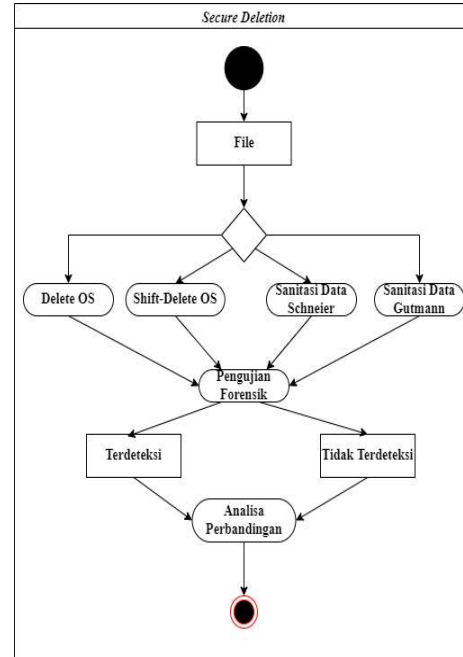 Secure Deletion
File
Delete OS
Shift-Delete OS
Sanitasi Data
Schneier
Sanitasi Data
Gutmann
Pengujian
Forensik
Terdeteksi
Tidak Terdeteksi
Analisa
Perbandingan